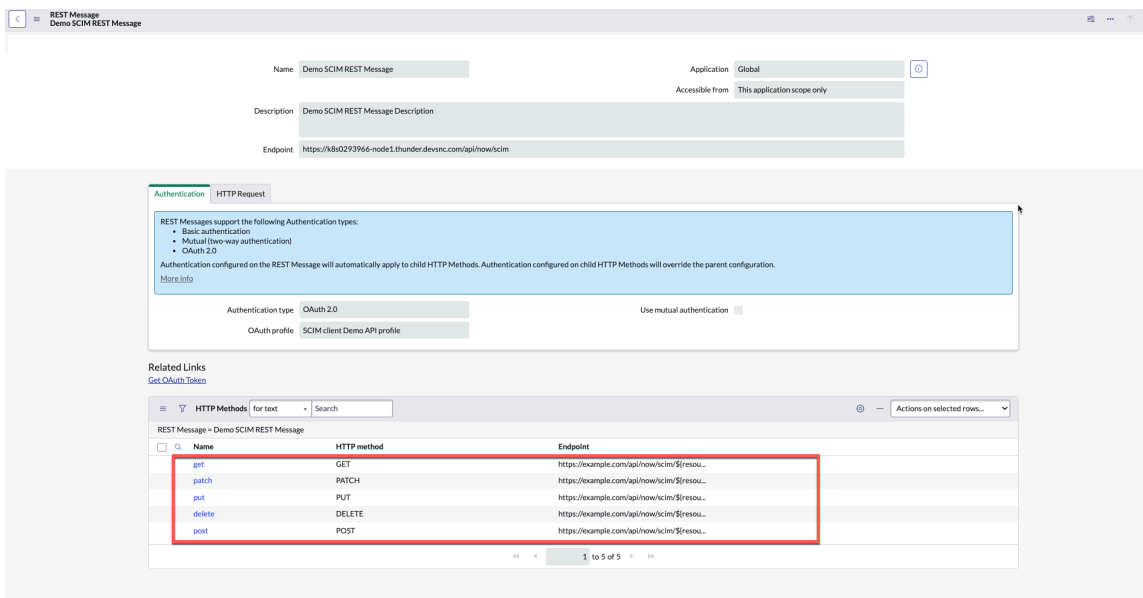 REST Message
Demo SCIM REST Message
Name Demo SCIM REST Message
Application Global
Accessible from This application scope only
Description Demo SCIM REST Message Description
Endpoint https://k8s0293966-node1.thunder.devsnc.com/api/now/scim
Authentication HTTP Request
REST Messages support the following Authentication types:
• Basic authentication
• Mutual (two-way authentication)
• OAuth 2.0
Authentication configured on the REST Message will automatically apply to child HTTP Methods. Authentication configured on child HTTP Methods will override the parent configuration.
More info
Authentication type OAuth 2.0 Use mutual authentication
OAuth profile SCIM client Demo API profile
Related Links
Get OAuth Token
HTTP Methods for text Search Actions on selected rows...
REST Message = Demo SCIM REST Message
Name HTTP method Endpoint
get GET https://example.com/api/now/scim/${resou...
patch PATCH https://example.com/api/now/scim/${resou...
put PUT https://example.com/api/now/scim/${resou...
delete DELETE https://example.com/api/now/scim/${resou...
post POST https://example.com/api/now/scim/${resou...
1 to 5 of 5